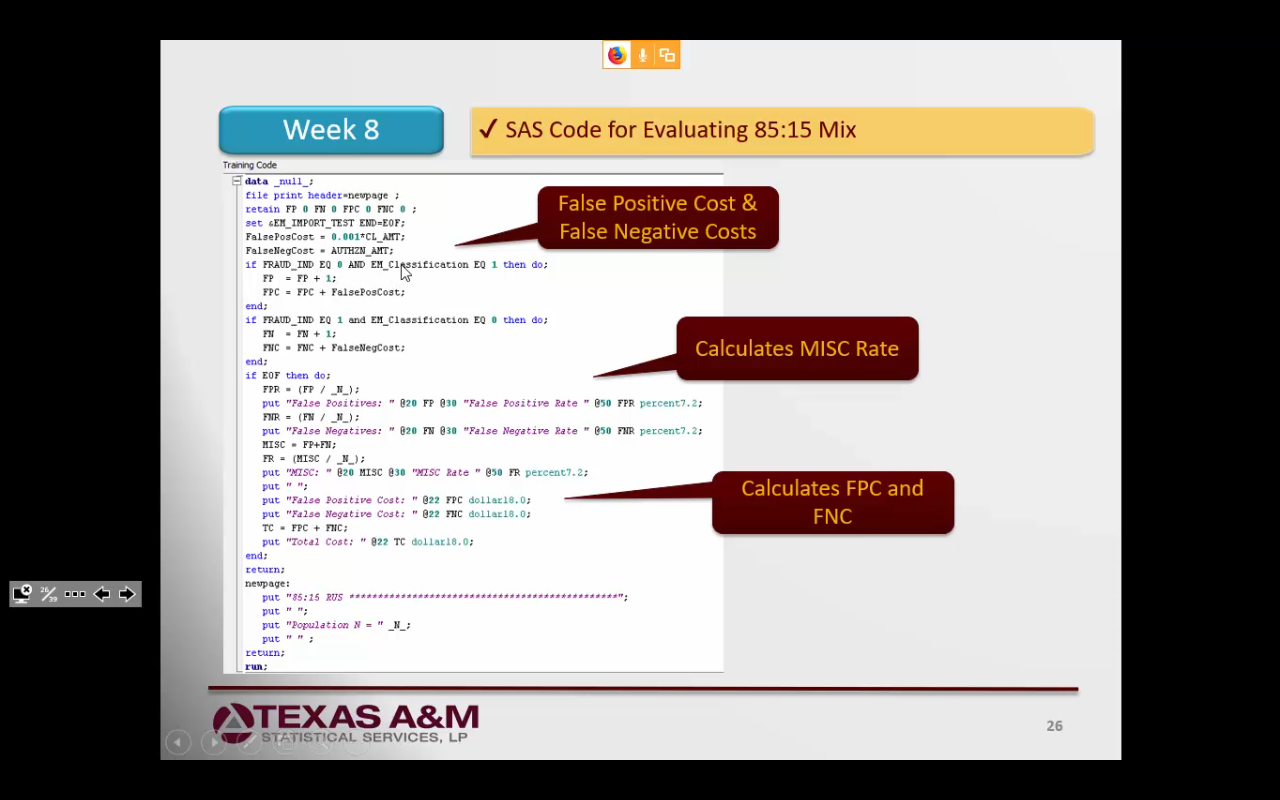 Week 8
✓ SAS Code for Evaluating 85:15 Mix
Training Code
data _null_;
file print header=newpage ;
retain FP 0 FN 0 FPC 0 FNC 0 ;
set &EM_IMPORT_TEST END=EOF;
FalsePosCost = 0.001*CL_AMT;
FalseNegCost = AUTHZN_AMT;
if FRAUD_IND EQ 0 AND EM_Classification EQ 1 then do;
FP = FP + 1;
FPC = FPC + FalsePosCost;
end;
if FRAUD_IND EQ 1 and EM_Classification EQ 0 then do;
FN = FN + 1;
FNC = FNC + FalseNegCost;
end;
if EOF then do;
FPR = (FP / _N_);
put "False Positives: " @20 FP @30 "False Positive Rate " @50 FPR percent7.2;
FNR = (FN / _N_);
put "False Negatives: " @20 FN @30 "False Negative Rate " @50 FNR percent7.2;
MISC = FP+FN;
FR = (MISC / _N_);
put "MISC: " @20 MISC @30 "MISC Rate " @50 FR percent7.2;
put " ";
put "False Positive Cost: " @22 FPC dollar18.0;
put "False Negative Cost: " @22 FNC dollar18.0;
TC = FPC + FNC;
put "Total Cost: " @22 TC dollar18.0;
end;
return;
newpage:
put "85:15 RUS ***********************************************";
put " ";
put "Population N = " _N_;
put " " ;
return;
run;
False Positive Cost &
False Negative Costs
Calculates MISC Rate
Calculates FPC and
FNC
26/39
TEXAS A&M
STATISTICAL SERVICES, LP
26